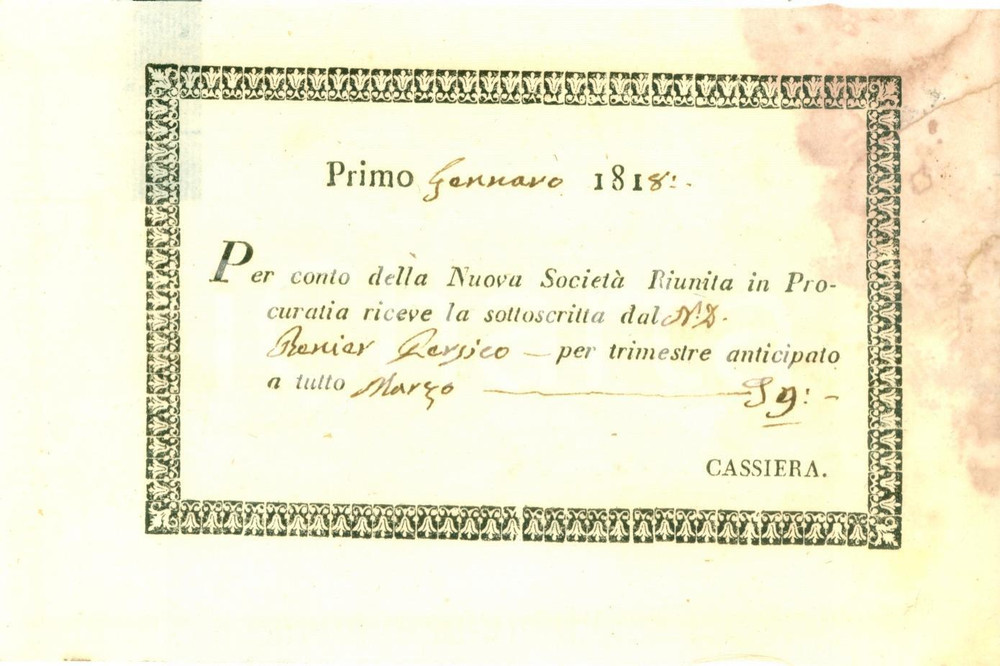 Primo Gennaro 1818:.
Per conto della Nuova Società Riunita in Pro-
curatia riceve la sottoscritta dal N. D.
Renier Persico — per trimestre anticipato
a tutto Marzo — 9:-
CASSIERA.